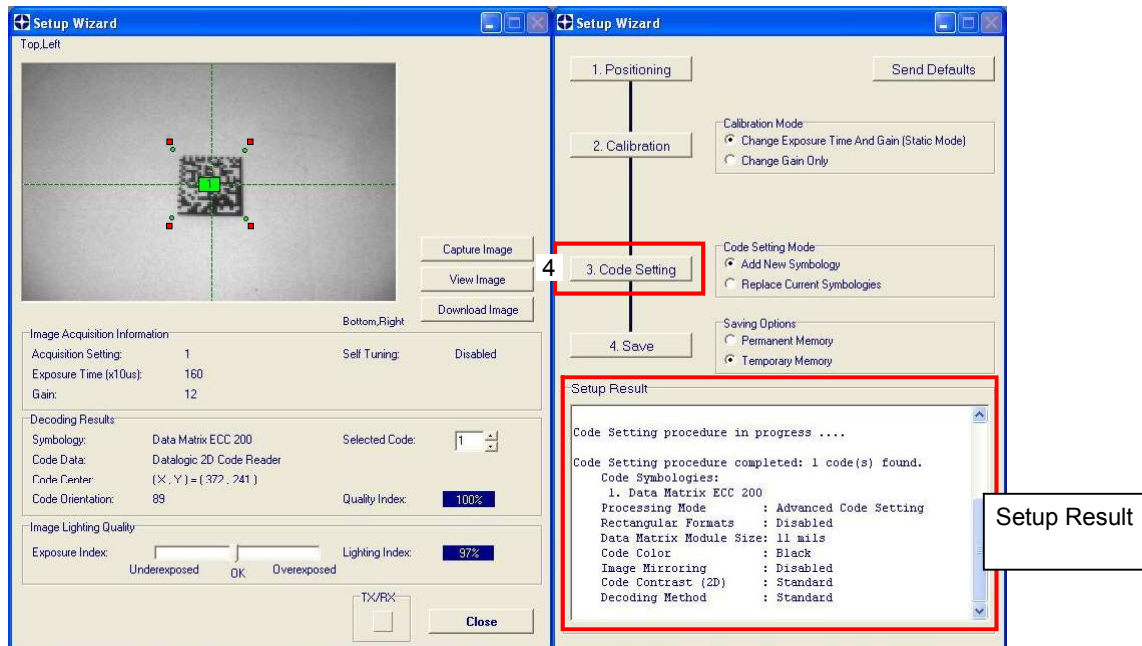 Setup Wizard
Top,Left
1
Capture Image
View Image
Download Image
Bottom,Right
Image Acquisition Information
Acquisition Setting: 1 Self Tuning: Disabled
Exposure Time (x10us): 160
Gain: 12
Decoding Results
Symbology: Data Matrix ECC 200 Selected Code: 1
Code Data: Datalogic 2D Code Reader
Code Center: (X,Y)=(372,241)
Code Orientation: 89 Quality Index: 100%
Image Lighting Quality
Exposure Index: Lighting Index: 97%
Underexposed OK Overexposed
TX/RX
Close
Setup Wizard
1. Positioning Send Defaults
Calibration Mode
2. Calibration
Change Exposure Time And Gain (Static Mode)
Change Gain Only
4
3. Code Setting
Code Setting Mode
Add New Symbology
Replace Current Symbologies
4. Save
Saving Options
Permanent Memory
Temporary Memory
Setup Result
Code Setting procedure in progress ....
Code Setting procedure completed: 1 code(s) found.
Code Symbologies:
1. Data Matrix ECC 200
Processing Mode : Advanced Code Setting
Rectangular Formats : Disabled
Data Matrix Module Size: 11 mils
Code Color : Black
Image Mirroring : Disabled
Code Contrast (2D) : Standard
Decoding Method : Standard
Setup Result